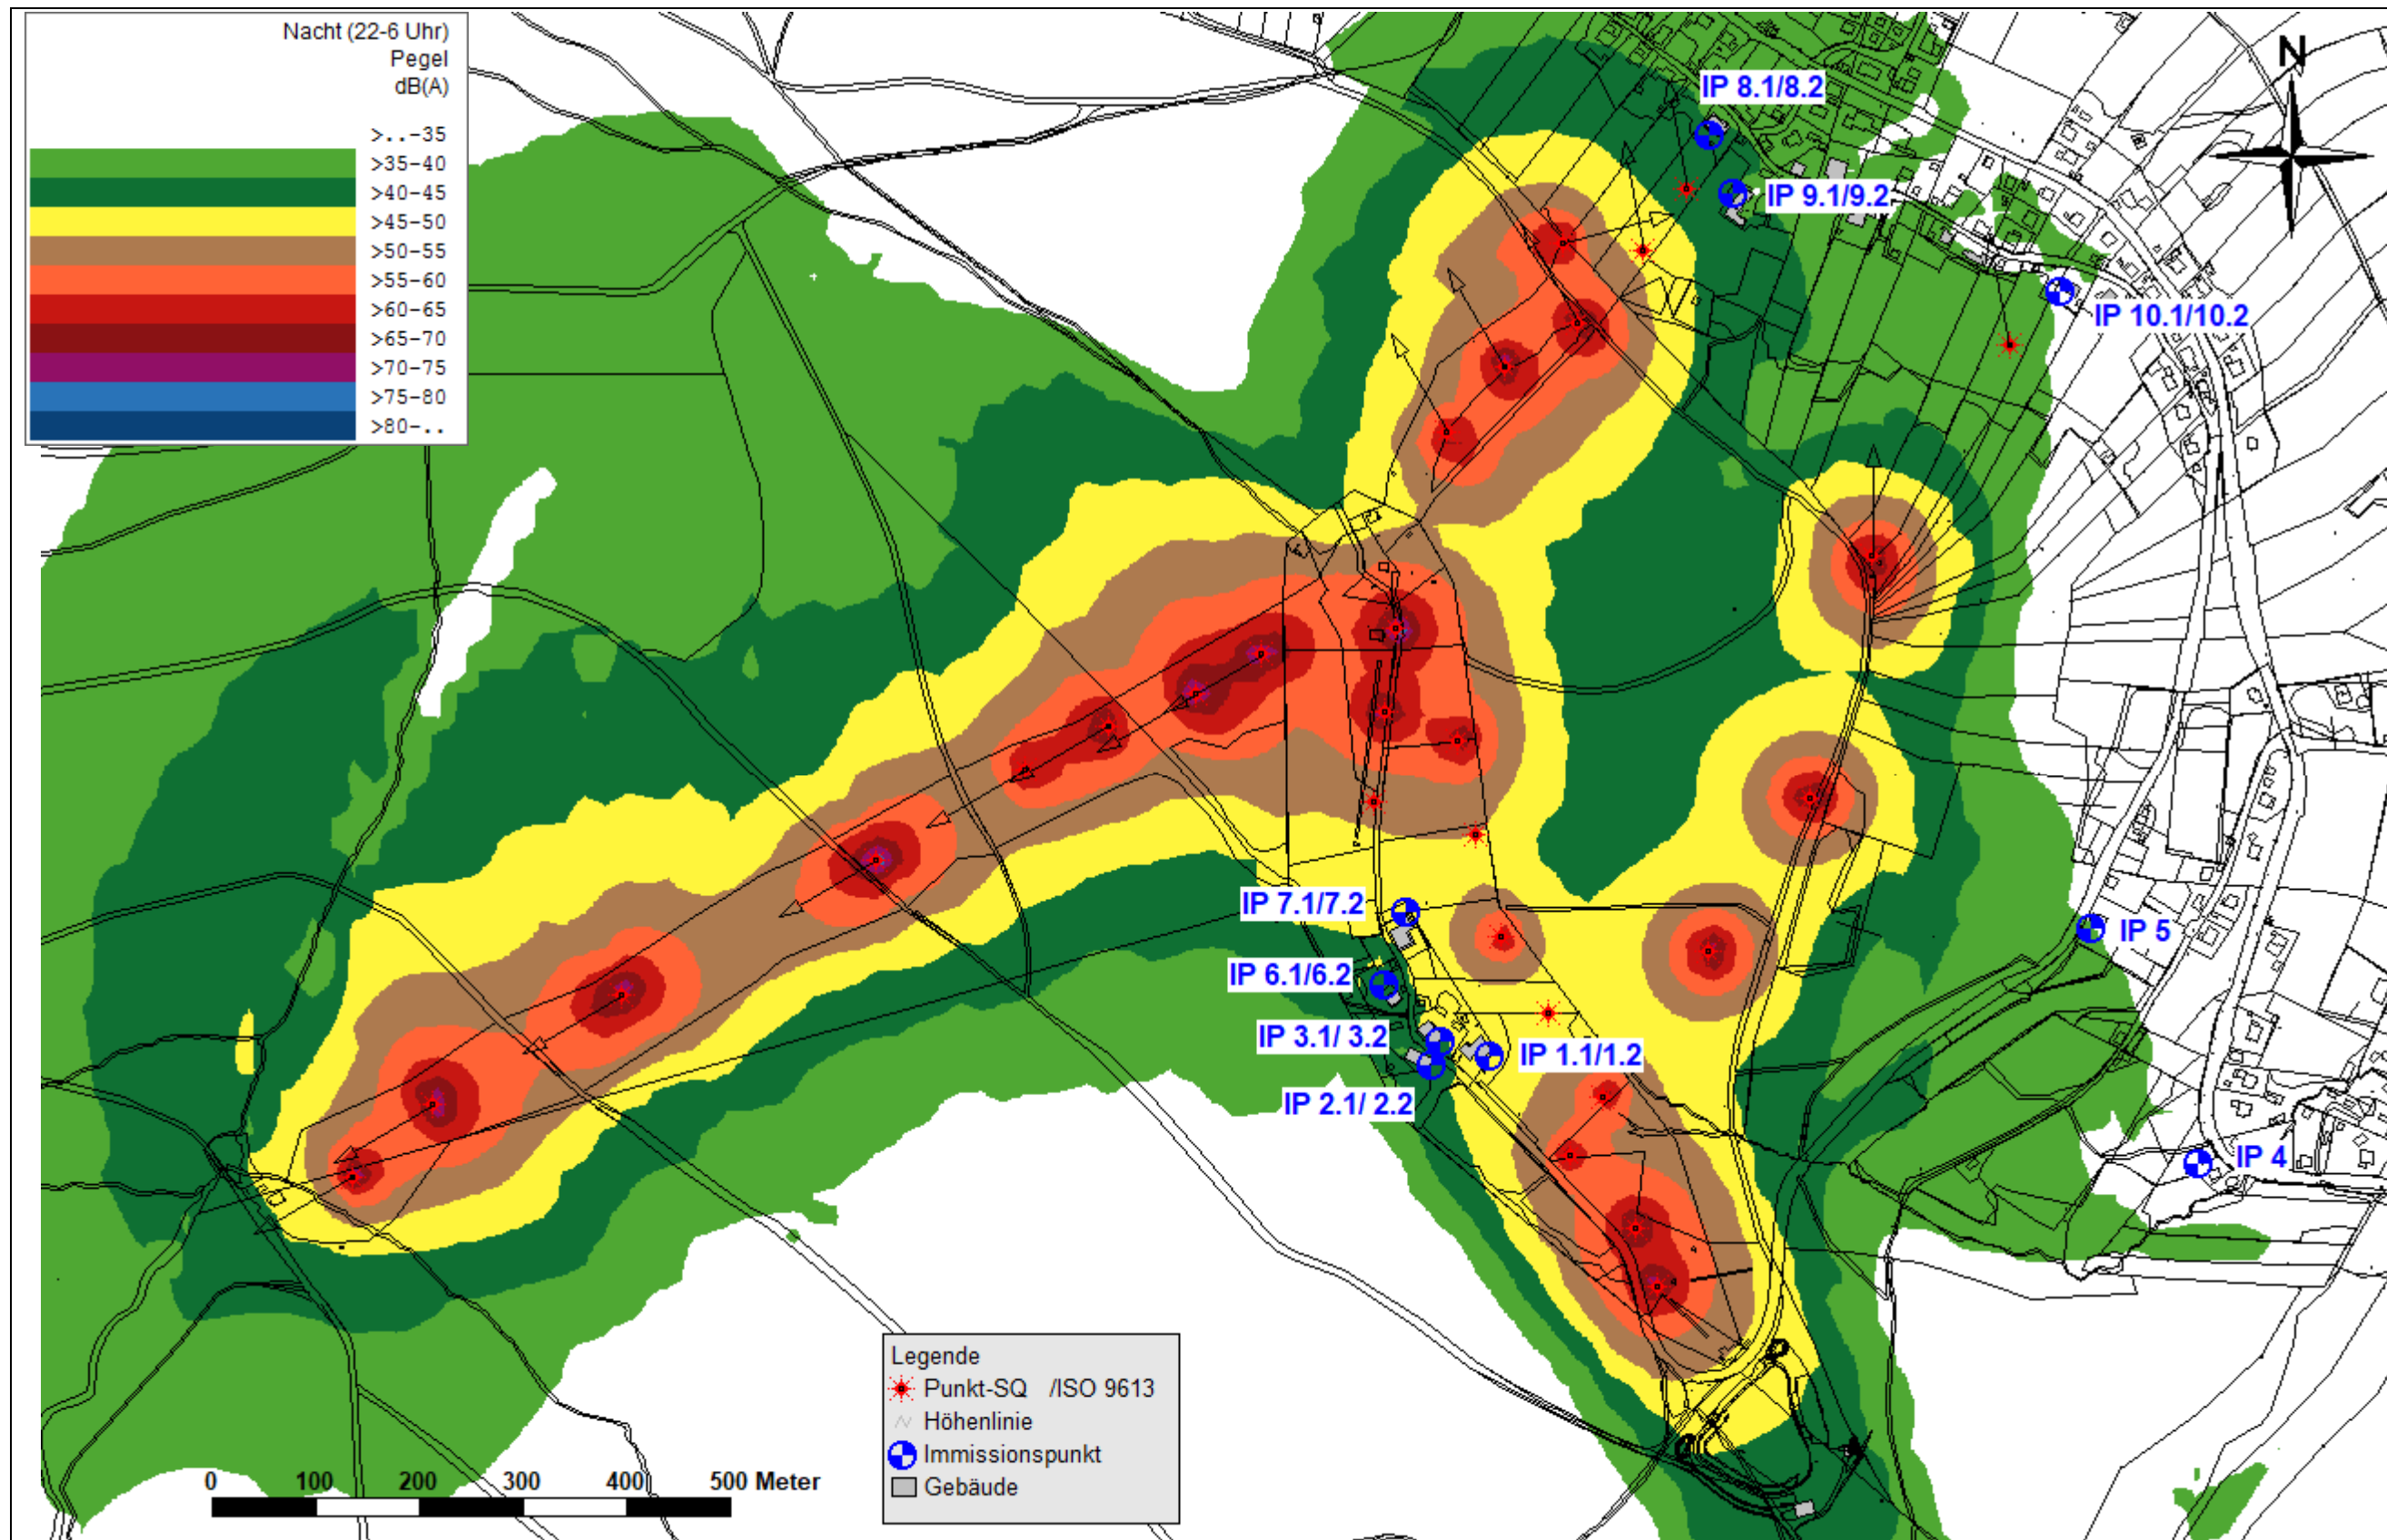 Nacht (22-6 Uhr)
Pegel
dB(A)
>..-35
>35-40
>40-45
>45-50
>50-55
>55-60
>60-65
>65-70
>70-75
>75-80
>80-..
N
IP 8.1/8.2
IP 9.1/9.2
IP 10.1/10.2
IP 7.1/7.2
IP 5
IP 6.1/6.2
IP 3.1/ 3.2
IP 1.1/1.2
IP 2.1/ 2.2
IP 4
Legende
Punkt-SQ /ISO 9613
Höhenlinie
Immissionspunkt
Gebäude
0 100 200 300 400 500 Meter